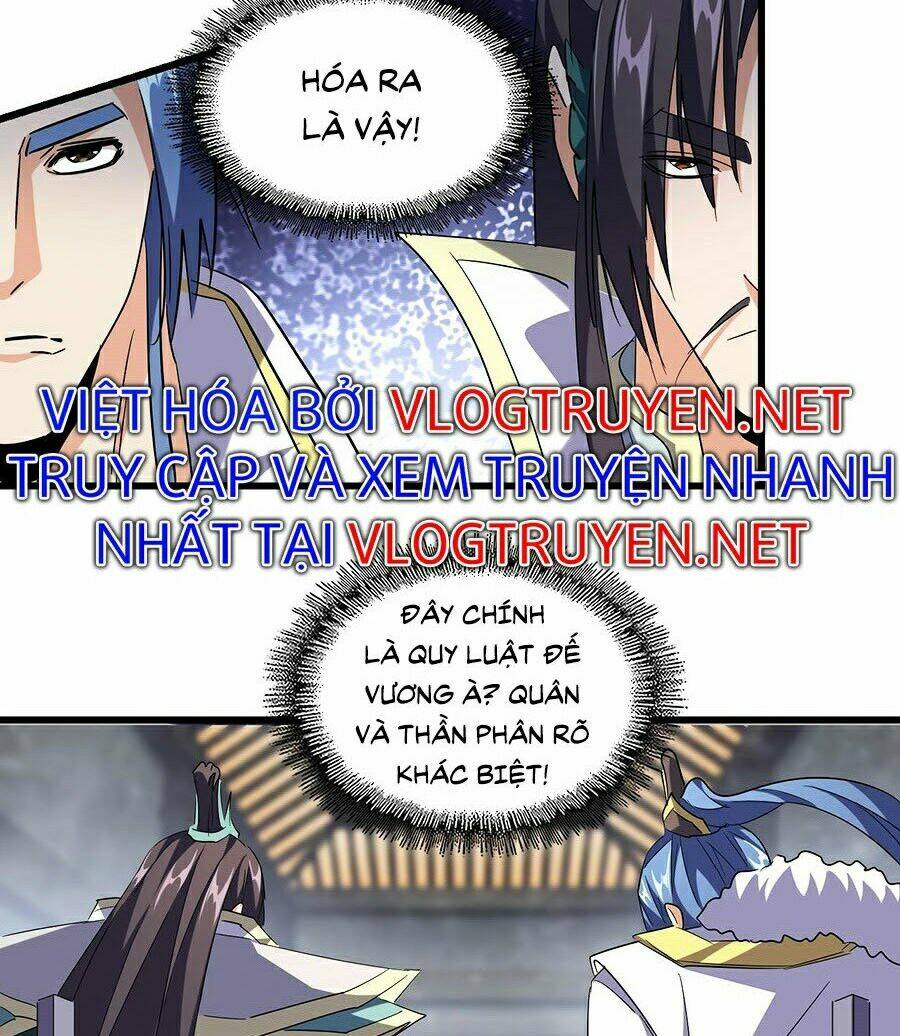 HÓA RA
LÀ VẬY!
VIỆT HÓA BỞI VLOGTRUYEN.NET
TRUY CẬP VÀ XEM TRUYỆN NHANH
NHẤT TẠI VLOGTRUYEN.NET
ĐÂY CHÍNH
LÀ QUY LUẬT ĐẾ
VƯƠNG À? QUÂN
VÀ THẦN PHÂN RÕ
KHÁC BIỆT!